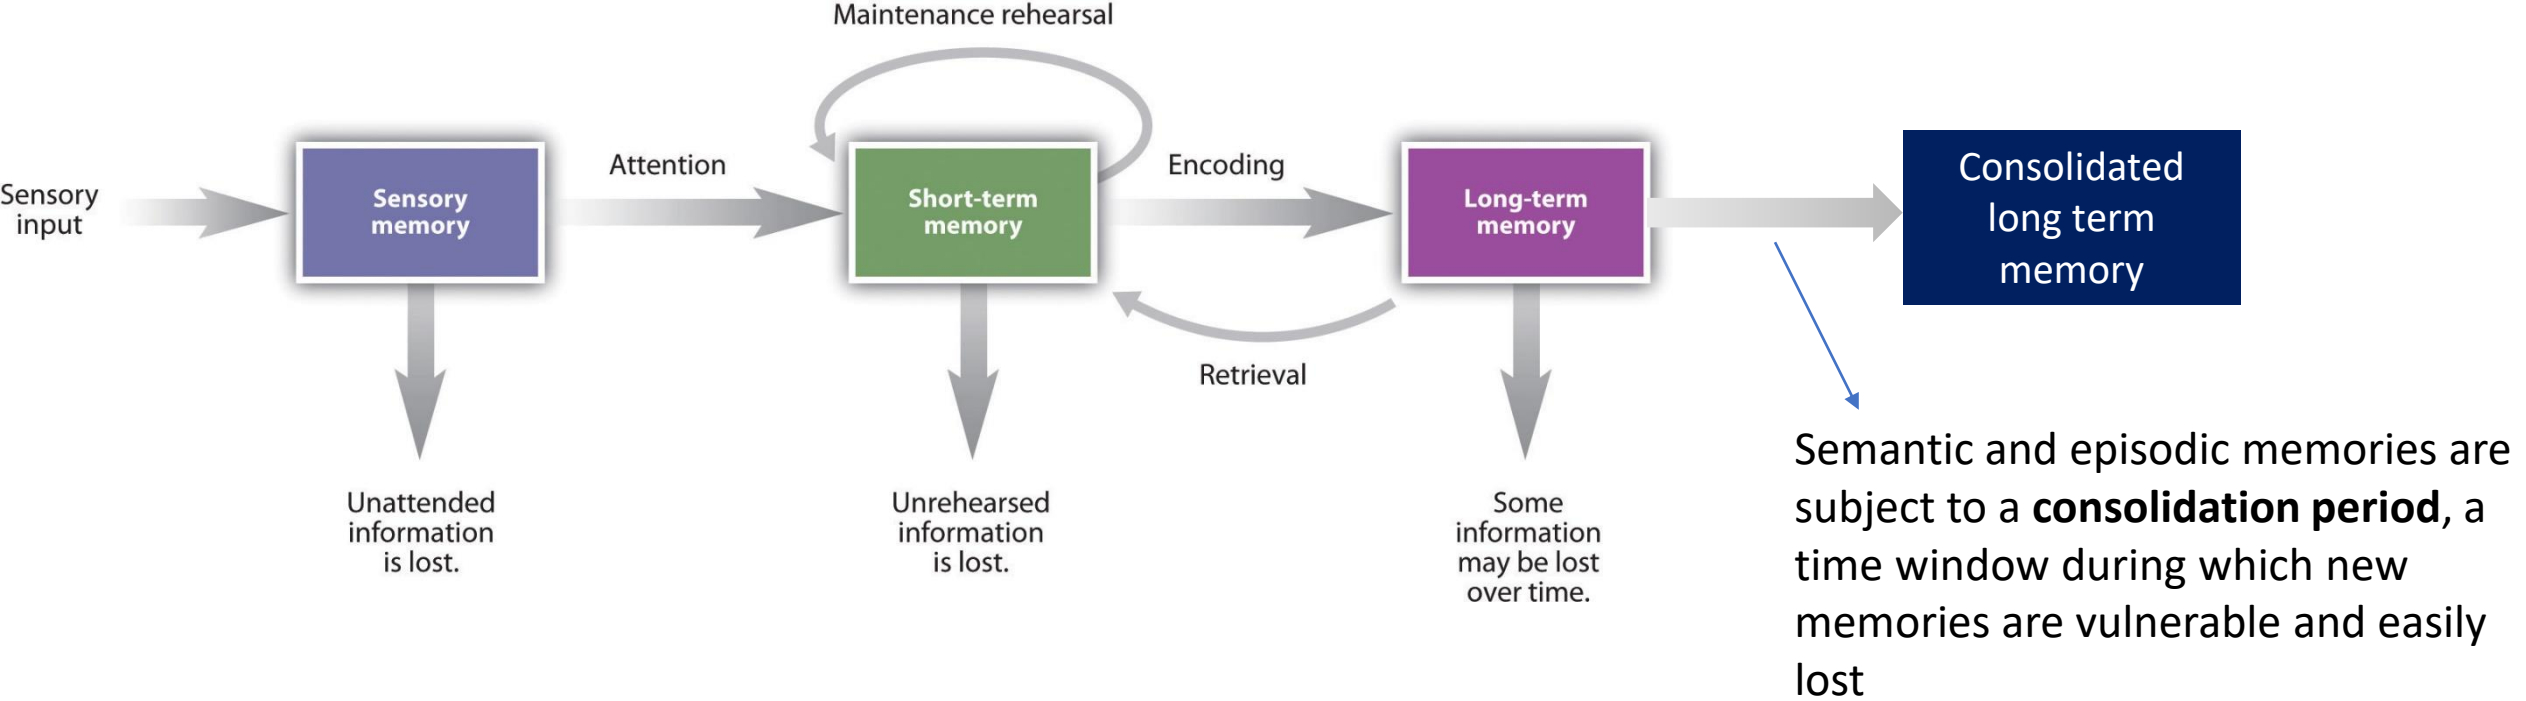 Maintenance rehearsal
Sensory
input
Sensory
memory
Attention
Short-term
memory
Encoding
Long-term
memory
Consolidated
long term
memory
Retrieval
Unattended
information
is lost.
Unrehearsed
information
is lost.
Some
information
may be lost
over time.
Semantic and episodic memories are
subject to a consolidation period, a
time window during which new
memories are vulnerable and easily
lost